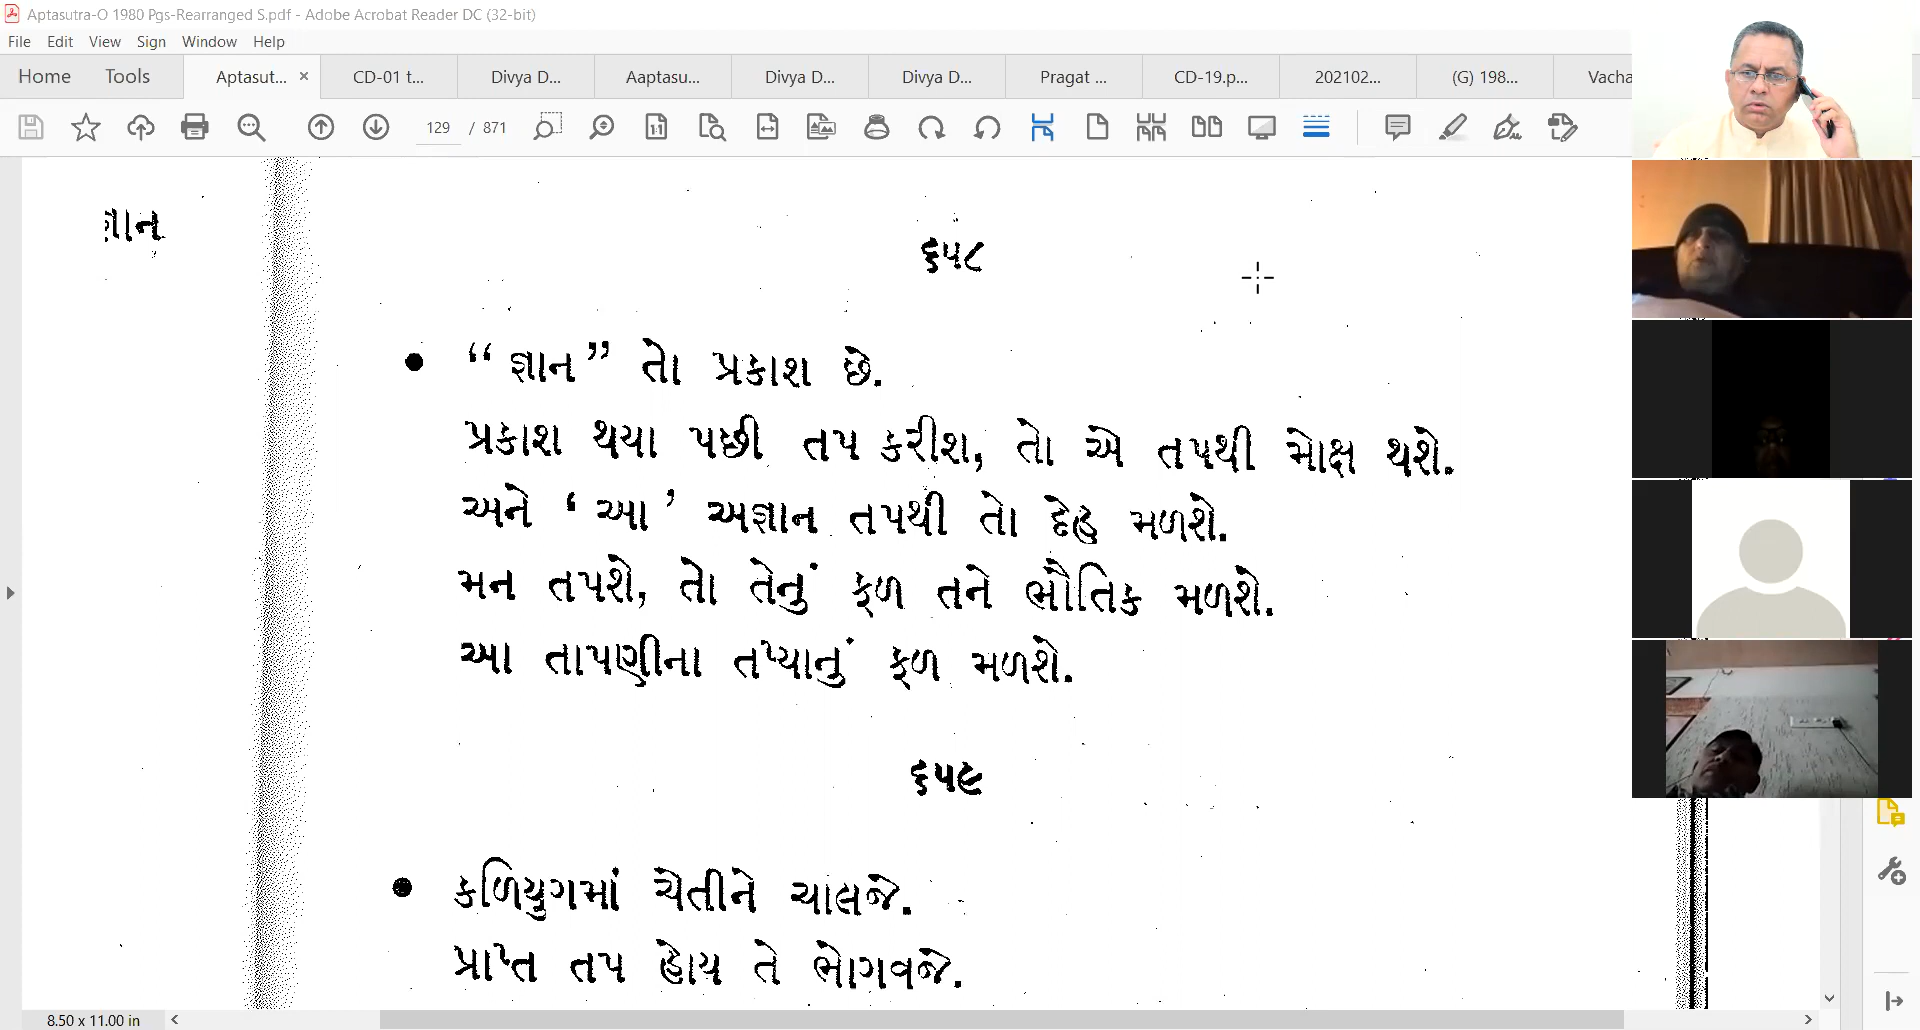 Aptasutra-O 1980 Pgs-Rearranged S.pdf - Adobe Acrobat Reader DC (32-bit)
File Edit View Sign Window Help
Home Tools Aptasut... × CD-01 t... Divya D... Aaptasu... Divya D... Divya D... Pragat ... CD-19.p... 202102... (G) 198... Vacha
129 / 871
૬૫૮
• “જ્ઞાન” તો પ્રકાશ છે.
પ્રકાશ થયા પછી તપ કરીશ, તો એ તપથી મોક્ષ થશે.
અને ‘આ’ અજ્ઞાન તપથી તો દેહ મળશે.
મન તપશે, તો તેનું ફળ તને ભૌતિક મળશે.
આ તાપણીના તપ્યાનું ફળ મળશે.
૬૫૯
• કળિયુગમાં ચેતીને ચાલજે.
પ્રાપ્ત તપ હોય તે ભોગવજે.
8.50 x 11.00 in